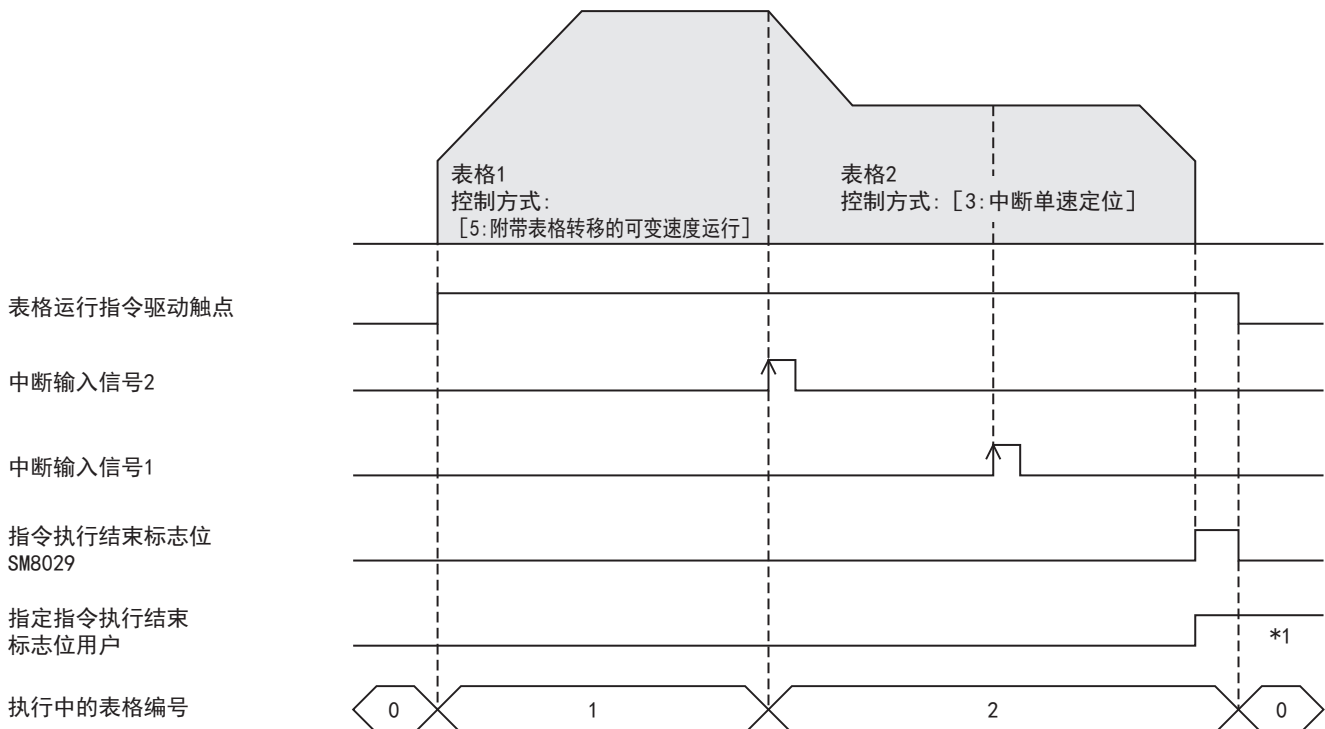 表格1
控制方式:
[5:附带表格转移的可变速度运行]
表格2
控制方式:[3:中断单速定位]
表格运行指令驱动触点
中断输入信号2
中断输入信号1
指令执行结束标志位
SM8029
指定指令执行结束
标志位用户
*1
执行中的表格编号
0
1
2
0